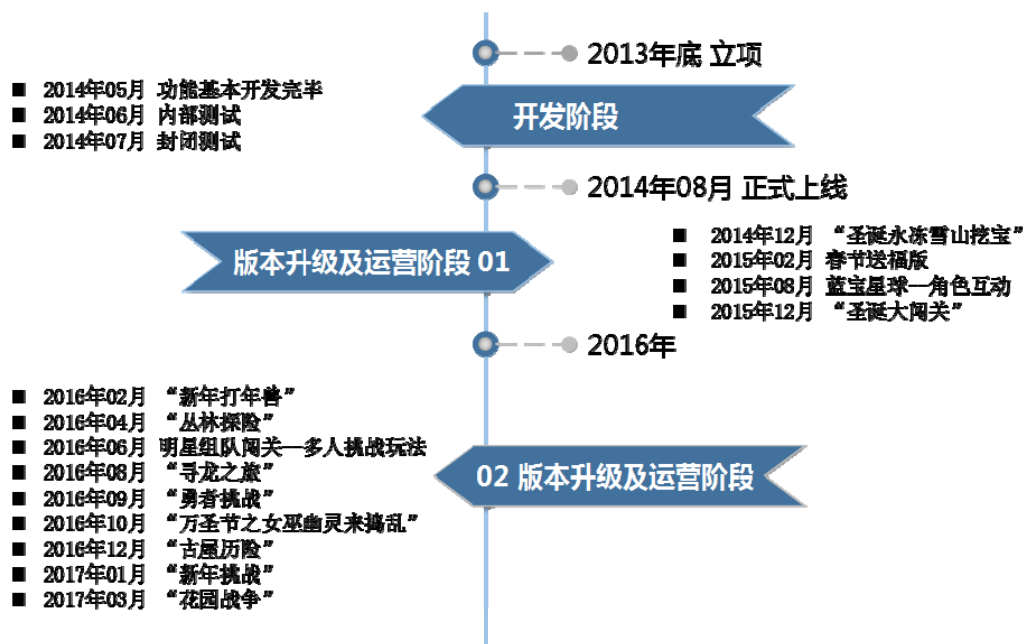 2013年底 立项
■ 2014年05月 功能基本开发完毕
■ 2014年06月 内部测试
■ 2014年07月 封闭测试
开发阶段
2014年08月 正式上线
版本升级及运营阶段 01
■ 2014年12月 “圣诞永冻雪山挖宝”
■ 2015年02月 春节送福版
■ 2015年08月 蓝宝星球—角色互动
■ 2015年12月 “圣诞大闯关”
2016年
■ 2016年02月 “新年打年兽”
■ 2016年04月 “丛林探险”
■ 2016年06月 明星组队闯关—多人挑战玩法
■ 2016年08月 “寻龙之旅”
■ 2016年09月 “勇者挑战”
■ 2016年10月 “万圣节之女巫幽灵来捣乱”
■ 2016年12月 “古屋历险”
■ 2017年01月 “新年挑战”
■ 2017年03月 “花园战争”
02 版本升级及运营阶段